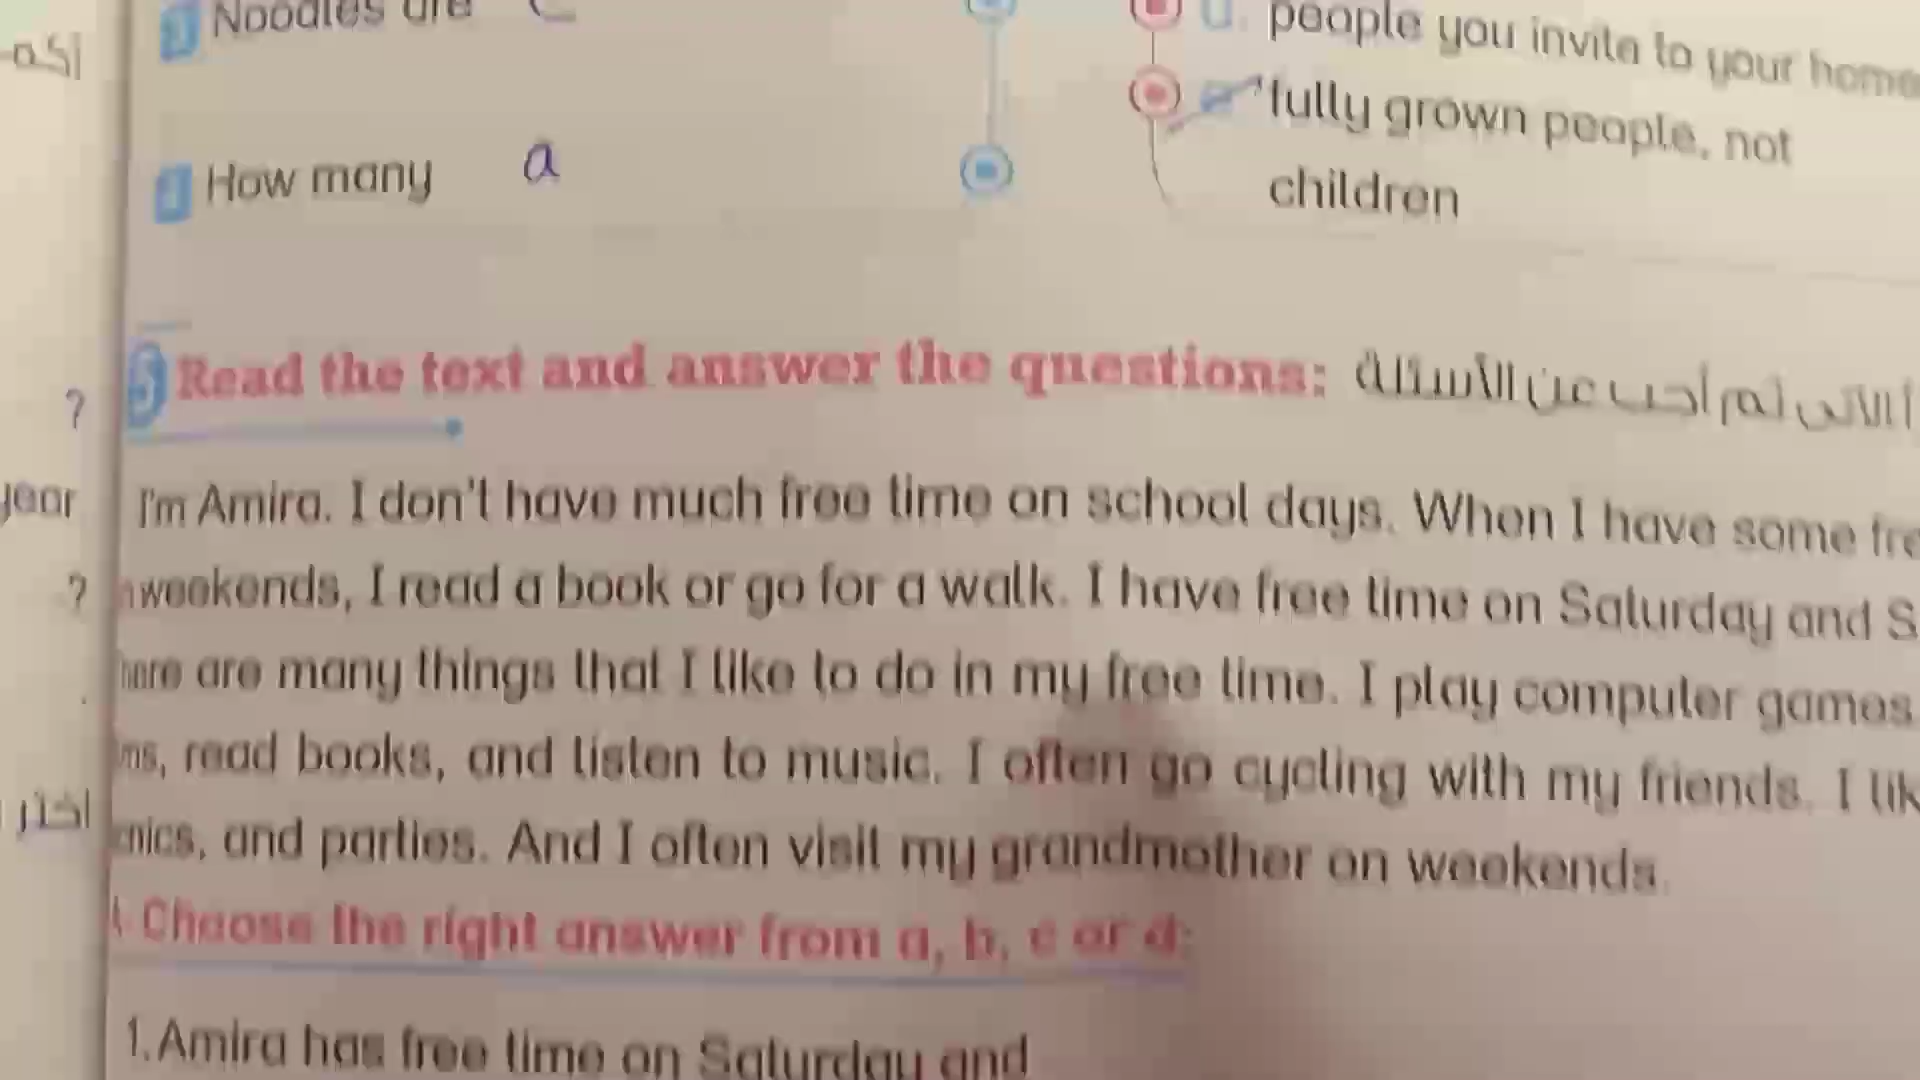 Noodles are c
people you invite to your home
أكمـ
fully grown people, not
children
How many a
5 Read the text and answer the questions: الآتى ثم أجب عن الأسئلة
?
year
I'm Amira. I don't have much free time on school days. When I have some fre
? weekends, I read a book or go for a walk. I have free time on Saturday and S
here are many things that I like to do in my free time. I play computer games
ms, read books, and listen to music. I often go cycling with my friends. I lik
اختر
cnics, and parties. And I often visit my grandmother on weekends.
Choose the right answer from a, b, c or d:
1. Amira has free time on Saturday and